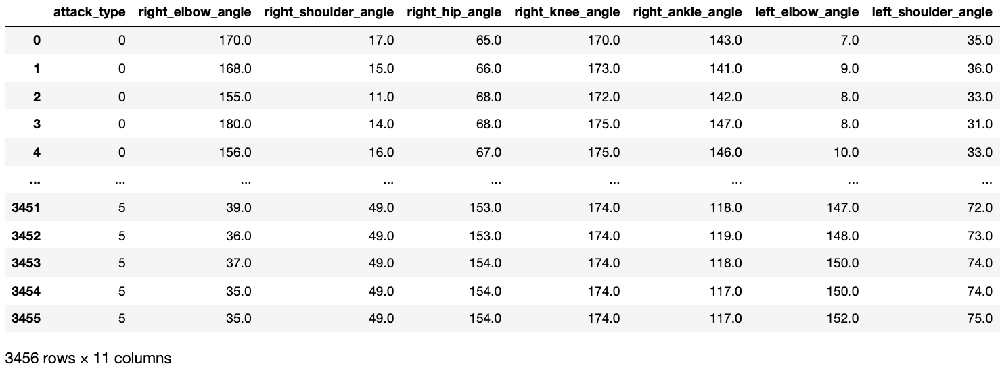 attack_type right_elbow_angle right_shoulder_angle right_hip_angle right_knee_angle right_ankle_angle left_elbow_angle left_shoulder_angle
0 0 170.0 17.0 65.0 170.0 143.0 7.0 35.0
1 0 168.0 15.0 66.0 173.0 141.0 9.0 36.0
2 0 155.0 11.0 68.0 172.0 142.0 8.0 33.0
3 0 180.0 14.0 68.0 175.0 147.0 8.0 31.0
4 0 156.0 16.0 67.0 175.0 146.0 10.0 33.0
... ... ... ... ... ... ... ... ...
3451 5 39.0 49.0 153.0 174.0 118.0 147.0 72.0
3452 5 36.0 49.0 153.0 174.0 119.0 148.0 73.0
3453 5 37.0 49.0 154.0 174.0 118.0 150.0 74.0
3454 5 35.0 49.0 154.0 174.0 117.0 150.0 74.0
3455 5 35.0 49.0 154.0 174.0 117.0 152.0 75.0
3456 rows × 11 columns